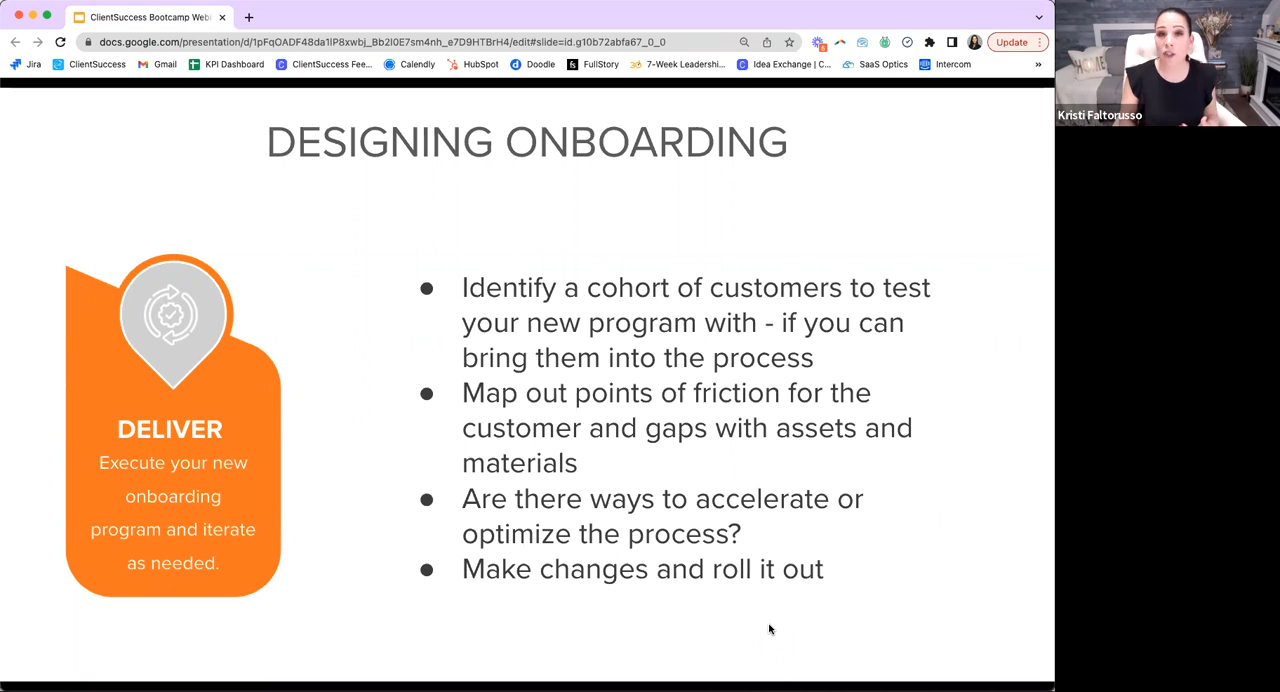 ClientSuccess Bootcamp Web
docs.google.com/presentation/d/1pFqOADF48da1lP8xwbj_Bb2l0E7sm4nh_e7D9HTBrH4/edit#slide=id.g10b72abfa67_0_0
Update
Jira
ClientSuccess
Gmail
KPI Dashboard
ClientSuccess Fee...
Calendly
HubSpot
Doodle
FullStory
7-Week Leadershi...
Idea Exchange | C...
SaaS Optics
Intercom
HOME
Kristi Faltorusso
DESIGNING ONBOARDING
DELIVER
Execute your new
onboarding
program and iterate
as needed.
● Identify a cohort of customers to test
your new program with - if you can
bring them into the process
● Map out points of friction for the
customer and gaps with assets and
materials
● Are there ways to accelerate or
optimize the process?
● Make changes and roll it out